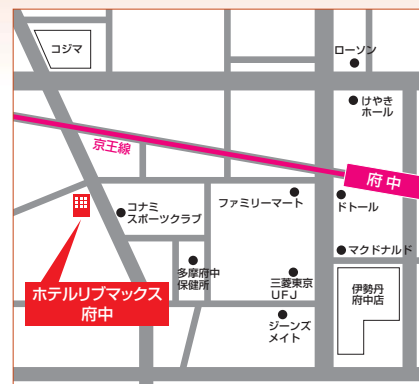 コジマ
ローソン
けやき
ホール
京王線
府中
コナミ
スポーツクラブ
ファミリーマート
ドトール
マクドナルド
多摩府中
保健所
三菱東京
UFJ
伊勢丹
府中店
ホテルリブマックス
府中
ジーンズ
メイト